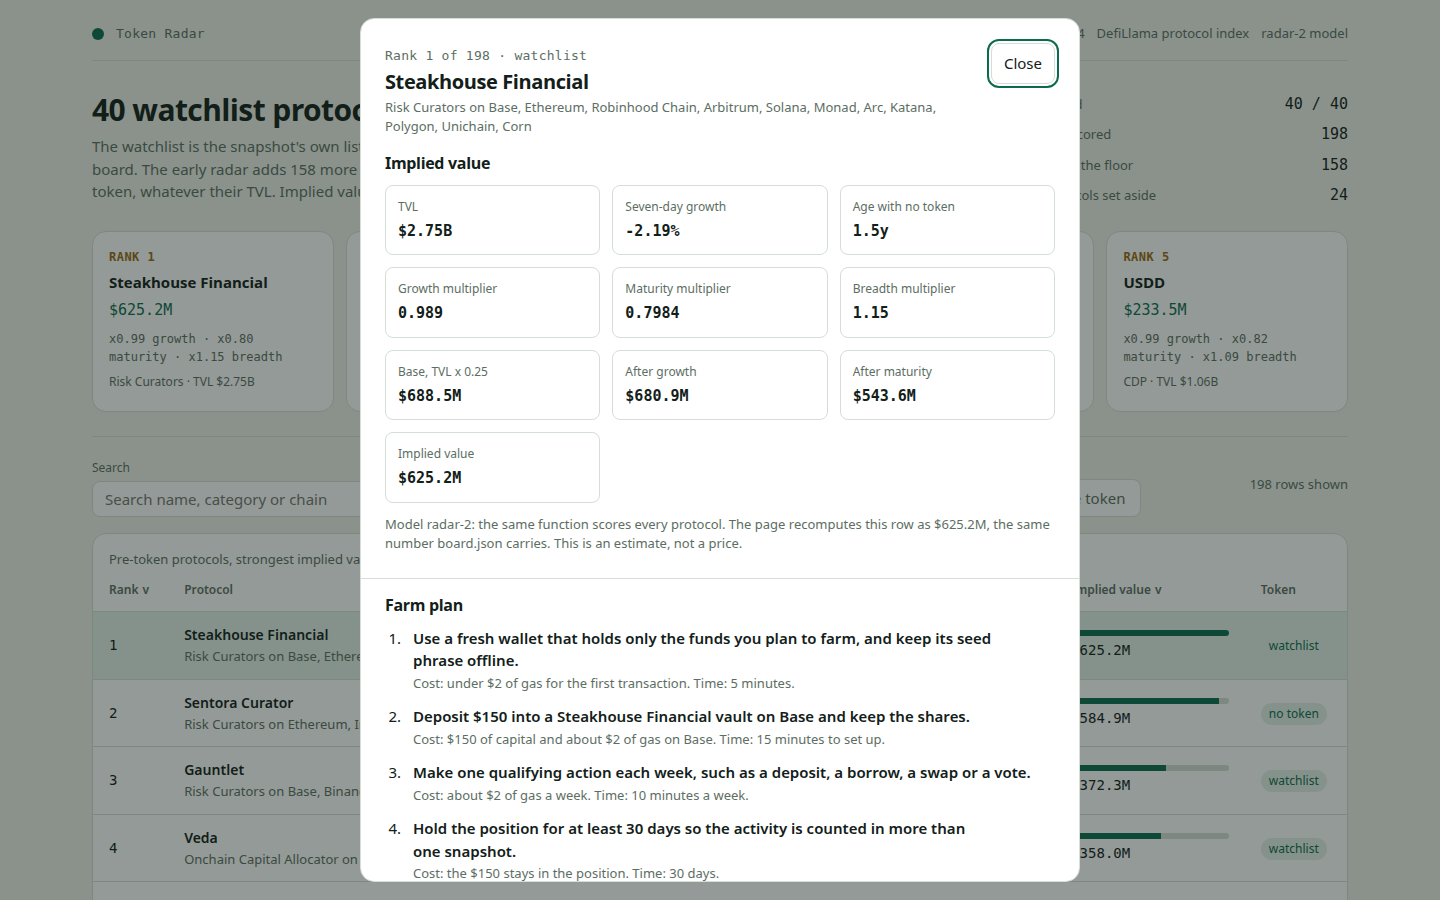 Token Radar
4 DefiLlama protocol index radar-2 model
40 watchlist protoc
The watchlist is the snapshot's own list
board. The early radar adds 158 more
token, whatever their TVL. Implied valu
40 / 40
cored 198
the floor 158
ols set aside 24
RANK 1
Steakhouse Financial
$625.2M
x0.99 growth · x0.80
maturity · x1.15 breadth
Risk Curators · TVL $2.75B
RANK 5
USDD
$233.5M
x0.99 growth · x0.82
maturity · x1.09 breadth
CDP · TVL $1.06B
Search
Search name, category or chain
token
198 rows shown
Pre-token protocols, strongest implied va
Rank v Protocol mplied value v Token
1 Steakhouse Financial
Risk Curators on Base, Ethere
625.2M watchlist
2 Sentora Curator
Risk Curators on Ethereum, I
584.9M no token
3 Gauntlet
Risk Curators on Base, Binan
372.3M watchlist
4 Veda
Onchain Capital Allocator on
358.0M watchlist
Rank 1 of 198 · watchlist
Close
Steakhouse Financial
Risk Curators on Base, Ethereum, Robinhood Chain, Arbitrum, Solana, Monad, Arc, Katana,
Polygon, Unichain, Corn
Implied value
TVL
$2.75B
Seven-day growth
-2.19%
Age with no token
1.5y
Growth multiplier
0.989
Maturity multiplier
0.7984
Breadth multiplier
1.15
Base, TVL x 0.25
$688.5M
After growth
$680.9M
After maturity
$543.6M
Implied value
$625.2M
Model radar-2: the same function scores every protocol. The page recomputes this row as $625.2M, the same
number board.json carries. This is an estimate, not a price.
Farm plan
1. Use a fresh wallet that holds only the funds you plan to farm, and keep its seed
phrase offline.
Cost: under $2 of gas for the first transaction. Time: 5 minutes.
2. Deposit $150 into a Steakhouse Financial vault on Base and keep the shares.
Cost: $150 of capital and about $2 of gas on Base. Time: 15 minutes to set up.
3. Make one qualifying action each week, such as a deposit, a borrow, a swap or a vote.
Cost: about $2 of gas a week. Time: 10 minutes a week.
4. Hold the position for at least 30 days so the activity is counted in more than
one snapshot.
Cost: the $150 stays in the position. Time: 30 days.